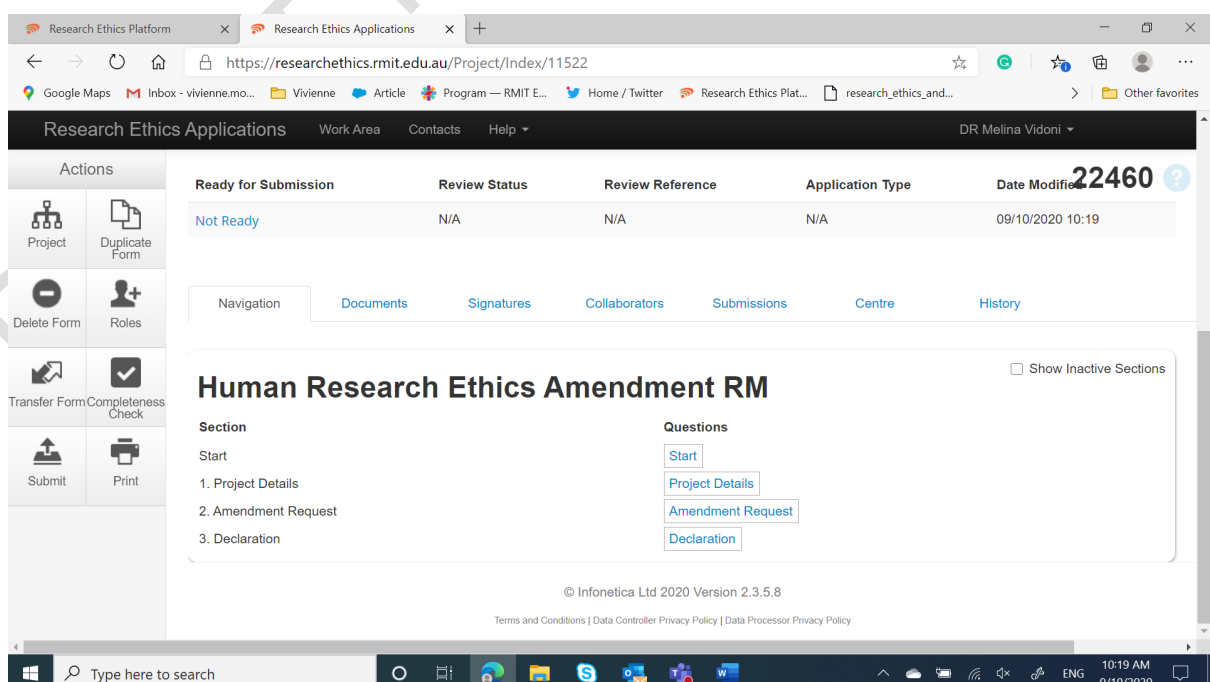 Research Ethics Platform
Research Ethics Applications
https://researchethics.rmit.edu.au/Project/Index/11522
Google Maps
Inbox - vivienne.mo...
Vivienne
Article
Program — RMIT E...
Home / Twitter
Research Ethics Plat...
research_ethics_and...
Other favorites
Research Ethics Applications Work Area Contacts Help DR Melina Vidoni
Actions
Project
Duplicate Form
Delete Form
Roles
Transfer Form
Completeness Check
Submit
Print
22460
Ready for Submission Review Status Review Reference Application Type Date Modified
Not Ready N/A N/A N/A 09/10/2020 10:19
Navigation Documents Signatures Collaborators Submissions Centre History
Show Inactive Sections
Human Research Ethics Amendment RM
Section Questions
Start Start
1. Project Details Project Details
2. Amendment Request Amendment Request
3. Declaration Declaration
© Infonetica Ltd 2020 Version 2.3.5.8
Terms and Conditions | Data Controller Privacy Policy | Data Processor Privacy Policy
Type here to search
ENG
10:19 AM
9/10/2020